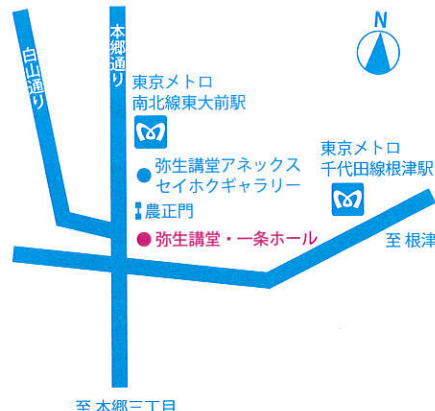 N
白山通り
本郷通り
東京メトロ
南北線東大前駅
弥生講堂アネックス
セイホクギャラリー
農正門
弥生講堂・一条ホール
東京メトロ
千代田線根津駅
至 根津
至 本郷三丁目